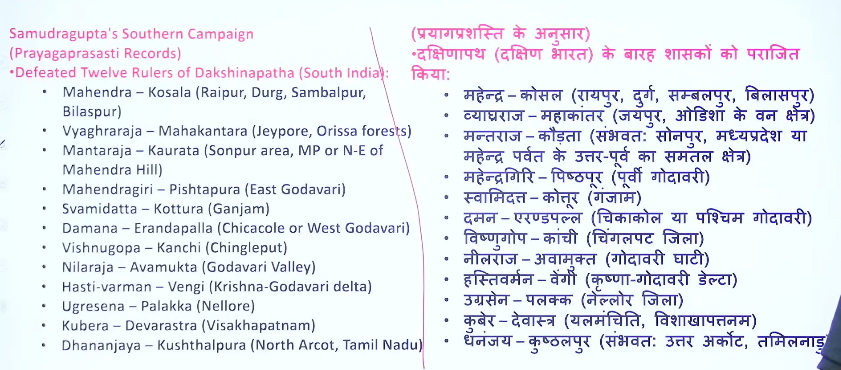 Samudragupta's Southern Campaign
(Prayagaprasasti Records)
•Defeated Twelve Rulers of Dakshinapatha (South India):
• Mahendra – Kosala (Raipur, Durg, Sambalpur,
Bilaspur)
• Vyaghraraja – Mahakantara (Jeypore, Orissa forests)
• Mantaraja – Kaurata (Sonpur area, MP or N-E of
Mahendra Hill)
• Mahendragiri – Pishtapura (East Godavari)
• Svamidatta – Kottura (Ganjam)
• Damana – Erandapalla (Chicacole or West Godavari)
• Vishnugopa – Kanchi (Chingleput)
• Nilaraja – Avamukta (Godavari Valley)
• Hasti-varman – Vengi (Krishna-Godavari delta)
• Ugresena – Palakka (Nellore)
• Kubera – Devarastra (Visakhapatnam)
• Dhananjaya – Kushthalpura (North Arcot, Tamil Nadu)
(प्रयागप्रशस्ति के अनुसार)
•दक्षिणापथ (दक्षिण भारत) के बारह शासकों को पराजित
किया:
• महेन्द्र – कोसल (रायपुर, दुर्ग, सम्बलपुर, बिलासपुर)
• व्याघ्रराज – महाकांतर (जयपुर, ओडिशा के वन क्षेत्र)
• मन्तराज – कौड़ता (संभवत: सोनपुर, मध्यप्रदेश या
महेन्द्र पर्वत के उत्तर-पूर्व का समतल क्षेत्र)
• महेन्द्रगिरि – पिष्ठपूर (पूर्वी गोदावरी)
• स्वामिदत्त – कोत्तूर (गंजाम)
• दमन – एरण्डपल्ल (चिकाकोल या पश्चिम गोदावरी)
• विष्णुगोप – कांची (चिंगलपट जिला)
• नीलराज – अवामुक्त (गोदावरी घाटी)
• हस्तिवर्मन – वेंगी (कृष्णा-गोदावरी डेल्टा)
• उग्रसेन – पलक्क (नेल्लोर जिला)
• कुबेर – देवास्त्र (यलमंचिति, विशाखापत्तनम)
• धनंजय – कुष्ठलपुर (संभवत: उत्तर अर्कोट, तमिलनाडु